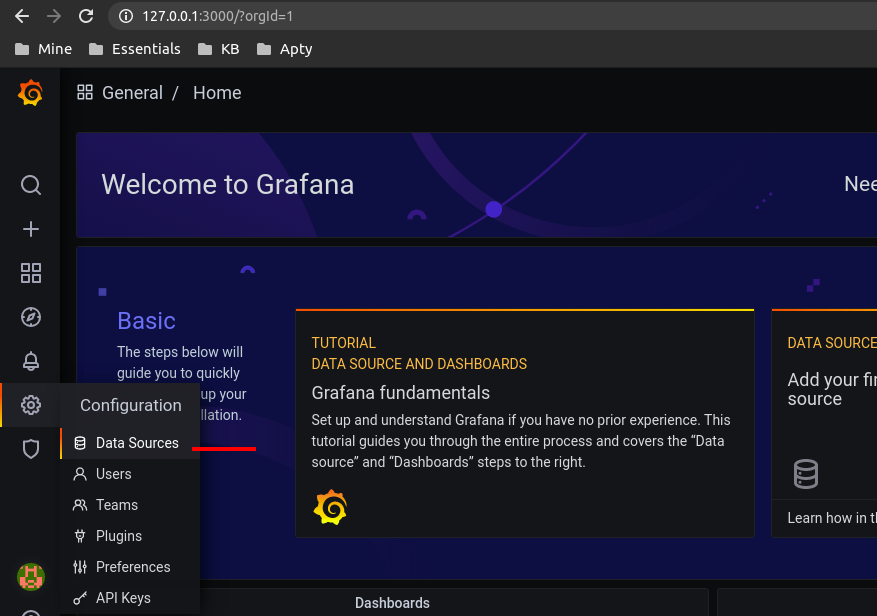 127.0.0.1:3000/?orgId=1
Mine Essentials KB Apty
General / Home
Welcome to Grafana
Nee
Basic
The steps below will
guide you to quickly
up your
llation.
TUTORIAL
DATA SOURCE AND DASHBOARDS
Grafana fundamentals
Set up and understand Grafana if you have no prior experience. This
tutorial guides you through the entire process and covers the “Data
source” and “Dashboards” steps to the right.
DATA SOURCE
Add your fir
source
Learn how in t
Configuration
Data Sources
Users
Teams
Plugins
Preferences
API Keys
Dashboards